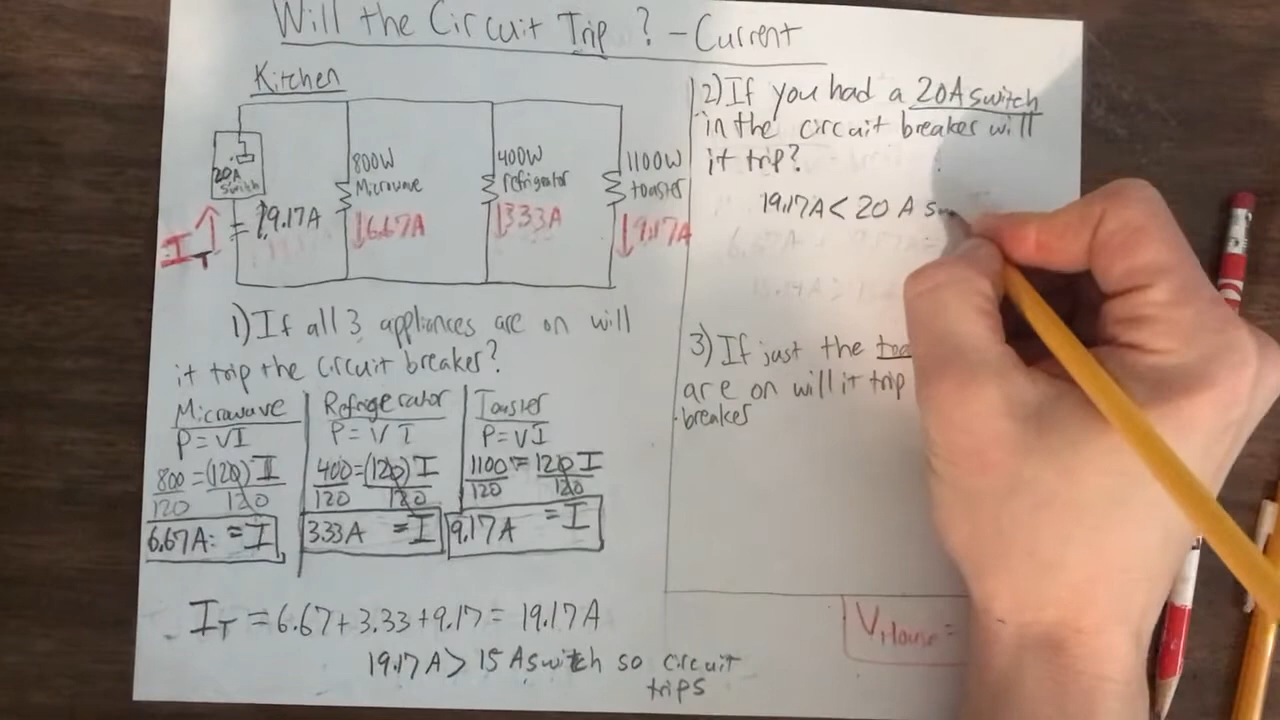 Will the Circuit Trip? - Current
Kitchen
20A
Switch
19.17A
I T
800W
Microwave
6.67A
400W
refrigator
3.33A
1100W
toaster
9.17A
1) If all 3 appliances are on will
it trip the circuit breaker?
Microwave
P = VI
800 = (120) I
120 120
6.67A = I
Refrigerator
P = V I
400 = (120) I
120 120
3.33A = I
Toaster
P = VI
1100 = 120 I
120 120
9.17A = I
IT = 6.67 + 3.33 + 9.17 = 19.17A
19.17A > 15 A switch so circuit
trips
2) If you had a 20A switch
in the circuit breaker will
it trip?
19.17A < 20 A
3) If just the
are on will it trip
breaker
VHouse =